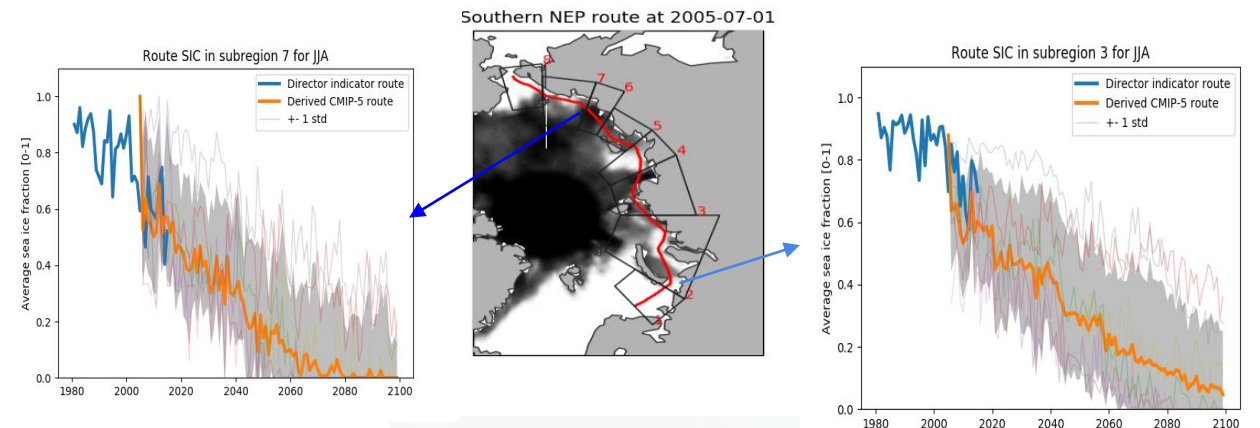 Southern NEP route at 2005-07-01
Route SIC in subregion 7 for JJA
Director indicator route
Derived CMIP-5 route
+- 1 std
Average sea ice fraction [0-1]
1.0
0.8
0.6
0.4
0.2
0.0
1980 2000 2020 2040 2060 2080 2100
8
7
6
5
4
3
2
1
Route SIC in subregion 3 for JJA
Director indicator route
Derived CMIP-5 route
+- 1 std
Average sea ice fraction [0-1]
1.0
0.8
0.6
0.4
0.2
0.0
1980 2000 2020 2040 2060 2080 2100